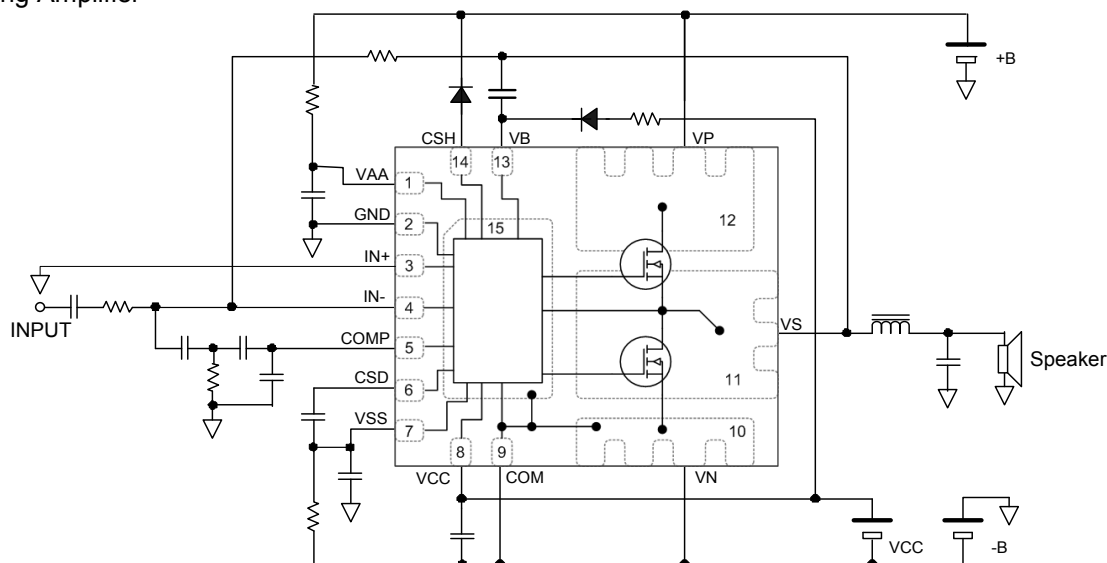 ng Amplifier
+B
CSH
VB
VP
14
13
VAA
1
GND
2
15
12
IN+
3
IN-
4
INPUT
COMP
5
VS
Speaker
CSD
6
11
VSS
7
10
8
9
VCC
COM
VN
VCC
-B